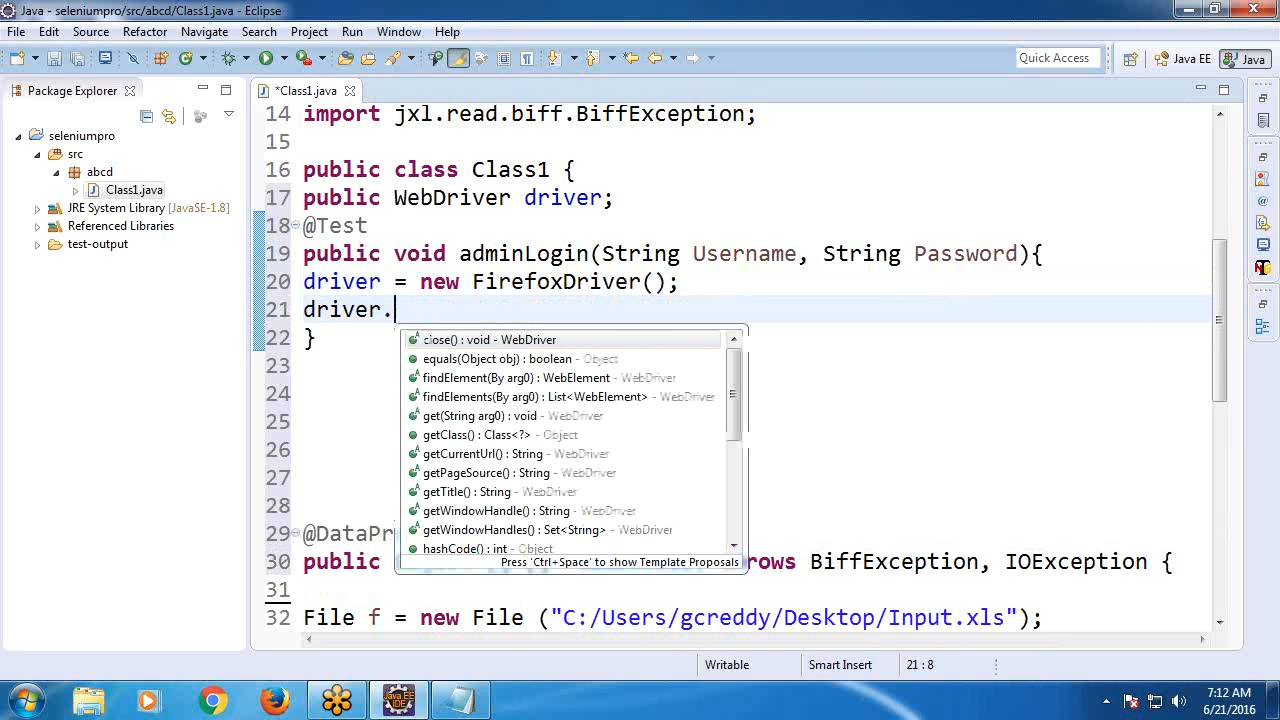 Java - seleniumpro/src/abcd/Class1.java - Eclipse
File Edit Source Refactor Navigate Search Project Run Window Help
Quick Access
Java EE
Java
Package Explorer
seleniumpro
src
abcd
Class1.java
JRE System Library [JavaSE-1.8]
Referenced Libraries
test-output
*Class1.java
14 import jxl.read.biff.BiffException;
15
16 public class Class1 {
17 public WebDriver driver;
18 @Test
19 public void adminLogin(String Username, String Password){
20 driver = new FirefoxDriver();
21 driver.
22 }
23
24
25
26
27
28
29 @DataPr
30 public rows BiffException, IOException {
31
32 File f = new File ("C:/Users/gcreddy/Desktop/Input.xls");
close() : void - WebDriver
equals(Object obj) : boolean - Object
findElement(By arg0) : WebElement - WebDriver
findElements(By arg0) : List<WebElement> - WebDriver
get(String arg0) : void - WebDriver
getClass() : Class<?> - Object
getCurrentUrl() : String - WebDriver
getPageSource() : String - WebDriver
getTitle() : String - WebDriver
getWindowHandle() : String - WebDriver
getWindowHandles() : Set<String> - WebDriver
hashCode() : int - Object
Press 'Ctrl+Space' to show Template Proposals
Writable
Smart Insert
21 : 8
Java EE
IDE
7:12 AM
6/21/2016